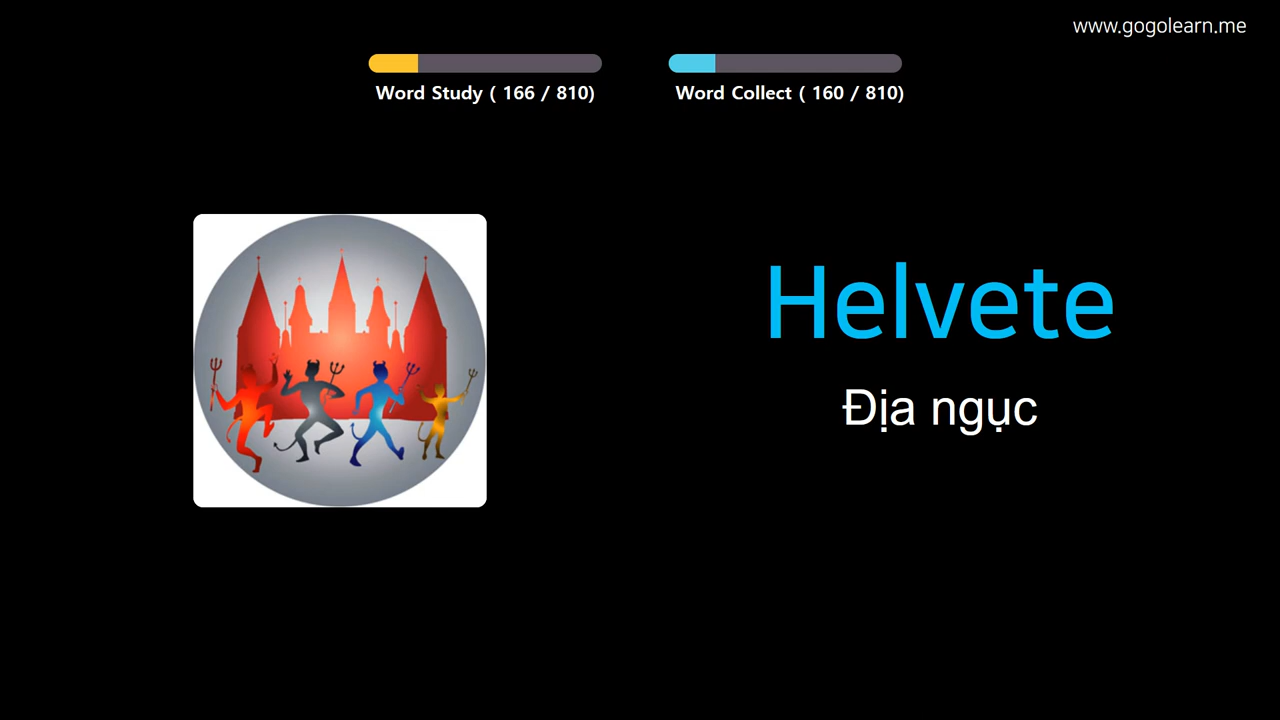 www.gogolearn.me
Word Study ( 166 / 810)
Word Collect ( 160 / 810)
Helvete
Địa ngục